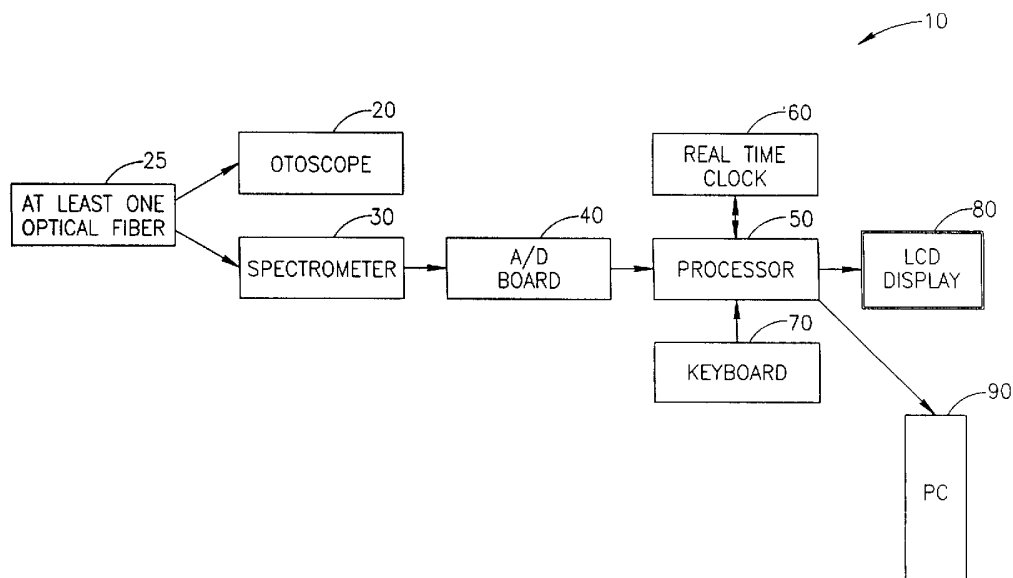 10
20
OTOSCOPE
25
AT LEAST ONE
OPTICAL FIBER
30
SPECTROMETER
40
A/D
BOARD
60
REAL TIME
CLOCK
50
PROCESSOR
80
LCD
DISPLAY
70
KEYBOARD
90
PC